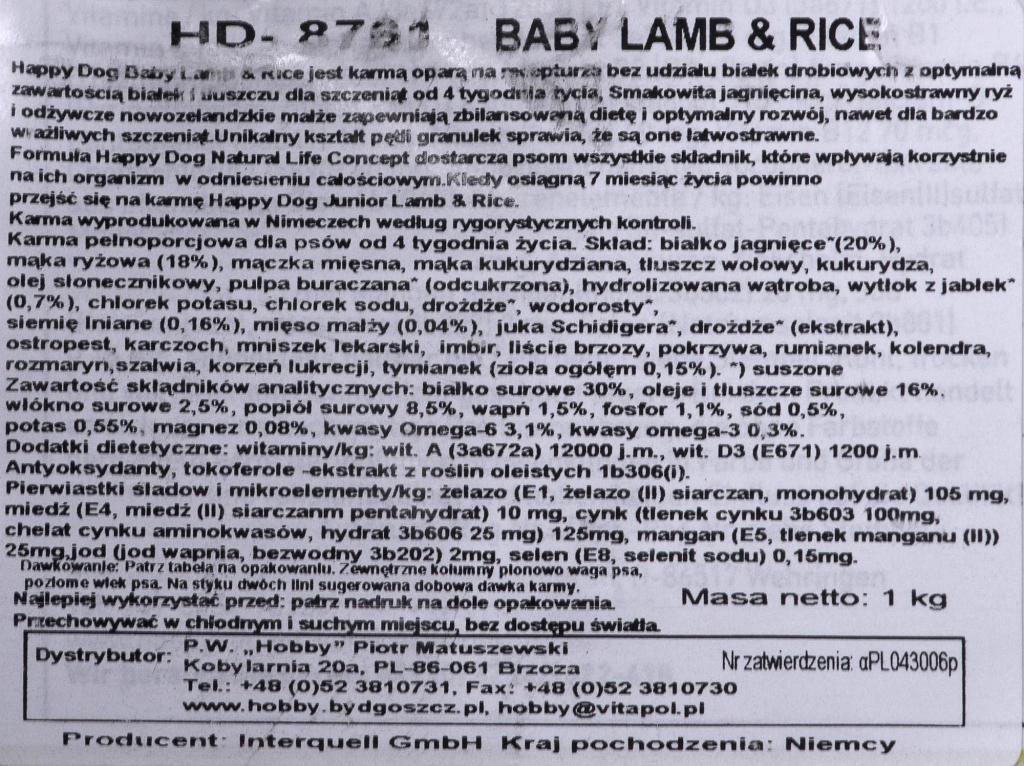 HD- 8731 BABY LAMB & RICE
Happy Dog Baby Lamb & Rice jest karmą oparą na recepturze bez udziału białek drobiowych z optymalną
zawartością białek i tłuszczu dla szczeniąt od 4 tygodnia życia, Smakowita jagnięcina, wysokostrawny ryż
i odżywcze nowozelandzkie małże zapewniają zbilansowaną dietę i optymalny rozwój, nawet dla bardzo
wrażliwych szczeniąt.Unikalny kształt pętli granulek sprawia, że są one łatwostrawne.
Formuła Happy Dog Natural Life Concept dostarcza psom wszystkie składnik, które wpływają korzystnie
na ich organizm w odniesieniu całościowym.Kiedy osiągną 7 miesiąc życia powinno
przejść się na karmę Happy Dog Junior Lamb & Rice.
Karma wyprodukowana w Nimeczech według rygorystycznych kontroli.
Karma pełnoporcjowa dla psów od 4 tygodnia życia. Skład: białko jagnięce*(20%),
mąka ryżowa (18%), mączka mięsna, mąka kukurydziana, tłuszcz wołowy, kukurydza,
olej słonecznikowy, pulpa buraczana* (odcukrzona), hydrolizowana wątroba, wytłok z jabłek*
(0,7%), chlorek potasu, chlorek sodu, drożdże*, wodorosty*,
siemię lniane (0,16%), mięso małży (0,04%), juka Schidigera*, drożdże* (ekstrakt),
ostropest, karczoch, mniszek lekarski, imbir, liście brzozy, pokrzywa, rumianek, kolendra,
rozmaryn,szalwia, korzeń lukrecji, tymianek (zioła ogółęm 0,15%). *) suszone
Zawartość sklądników analitycznych: białko surowe 30%, oleje i tłuszcze surowe 16%,
włókno surowe 2,5%, popiół surowy 8,5%, wapń 1,5%, fosfor 1,1%, sód 0,5%,
potas 0,55%, magnez 0,08%, kwasy Omega-6 3,1%, kwasy omega-3 0,3%.
Dodatki dietetyczne: witaminy/kg: wit. A (3a672a) 12000 j.m., wit. D3 (E671) 1200 j.m
Antyoksydanty, tokoferole -ekstrakt z roślin oleistych 1b306(i).
Pierwiastki śladow i mikroelementy/kg: żelazo (E1, żelazo (II) siarczan, monohydrat) 105 mg,
miedź (E4, miedź (II) siarczanm pentahydrat) 10 mg, cynk (tlenek cynku 3b603 100mg,
chelat cynku aminokwasów, hydrat 3b606 25 mg) 125mg, mangan (E5, tlenek manganu (II))
25mg,jod (jod wapnia, bezwodny 3b202) 2mg, selen (E8, selenit sodu) 0,15mg.
Dawkowanie: Patrz tabelą na opakowaniu. Zewnętrzne kolumny pionowo waga psa,
poziome wiek psa. Na styku dwóch lini sugerowana dobowa dawka karmy.
Najlepiej wykorzystać przed: patrz nadruk na dole opakowania.
Masa netto: 1 kg
Przechowywać w chłodnym i suchym miejscu, bez dostępu światła.
Dystrybutor: P.W. „Hobby” Piotr Matuszewski
Kobylarnia 20a, PL-86-061 Brzoza
Nr zatwierdzenia: αPL043006p
Tel.: +48 (0)52 3810731, Fax: +48 (0)52 3810730
www.hobby.bydgoszcz.pl, hobby@vitapol.pl
Producent: Interquell GmbH Kraj pochodzenia: Niemcy